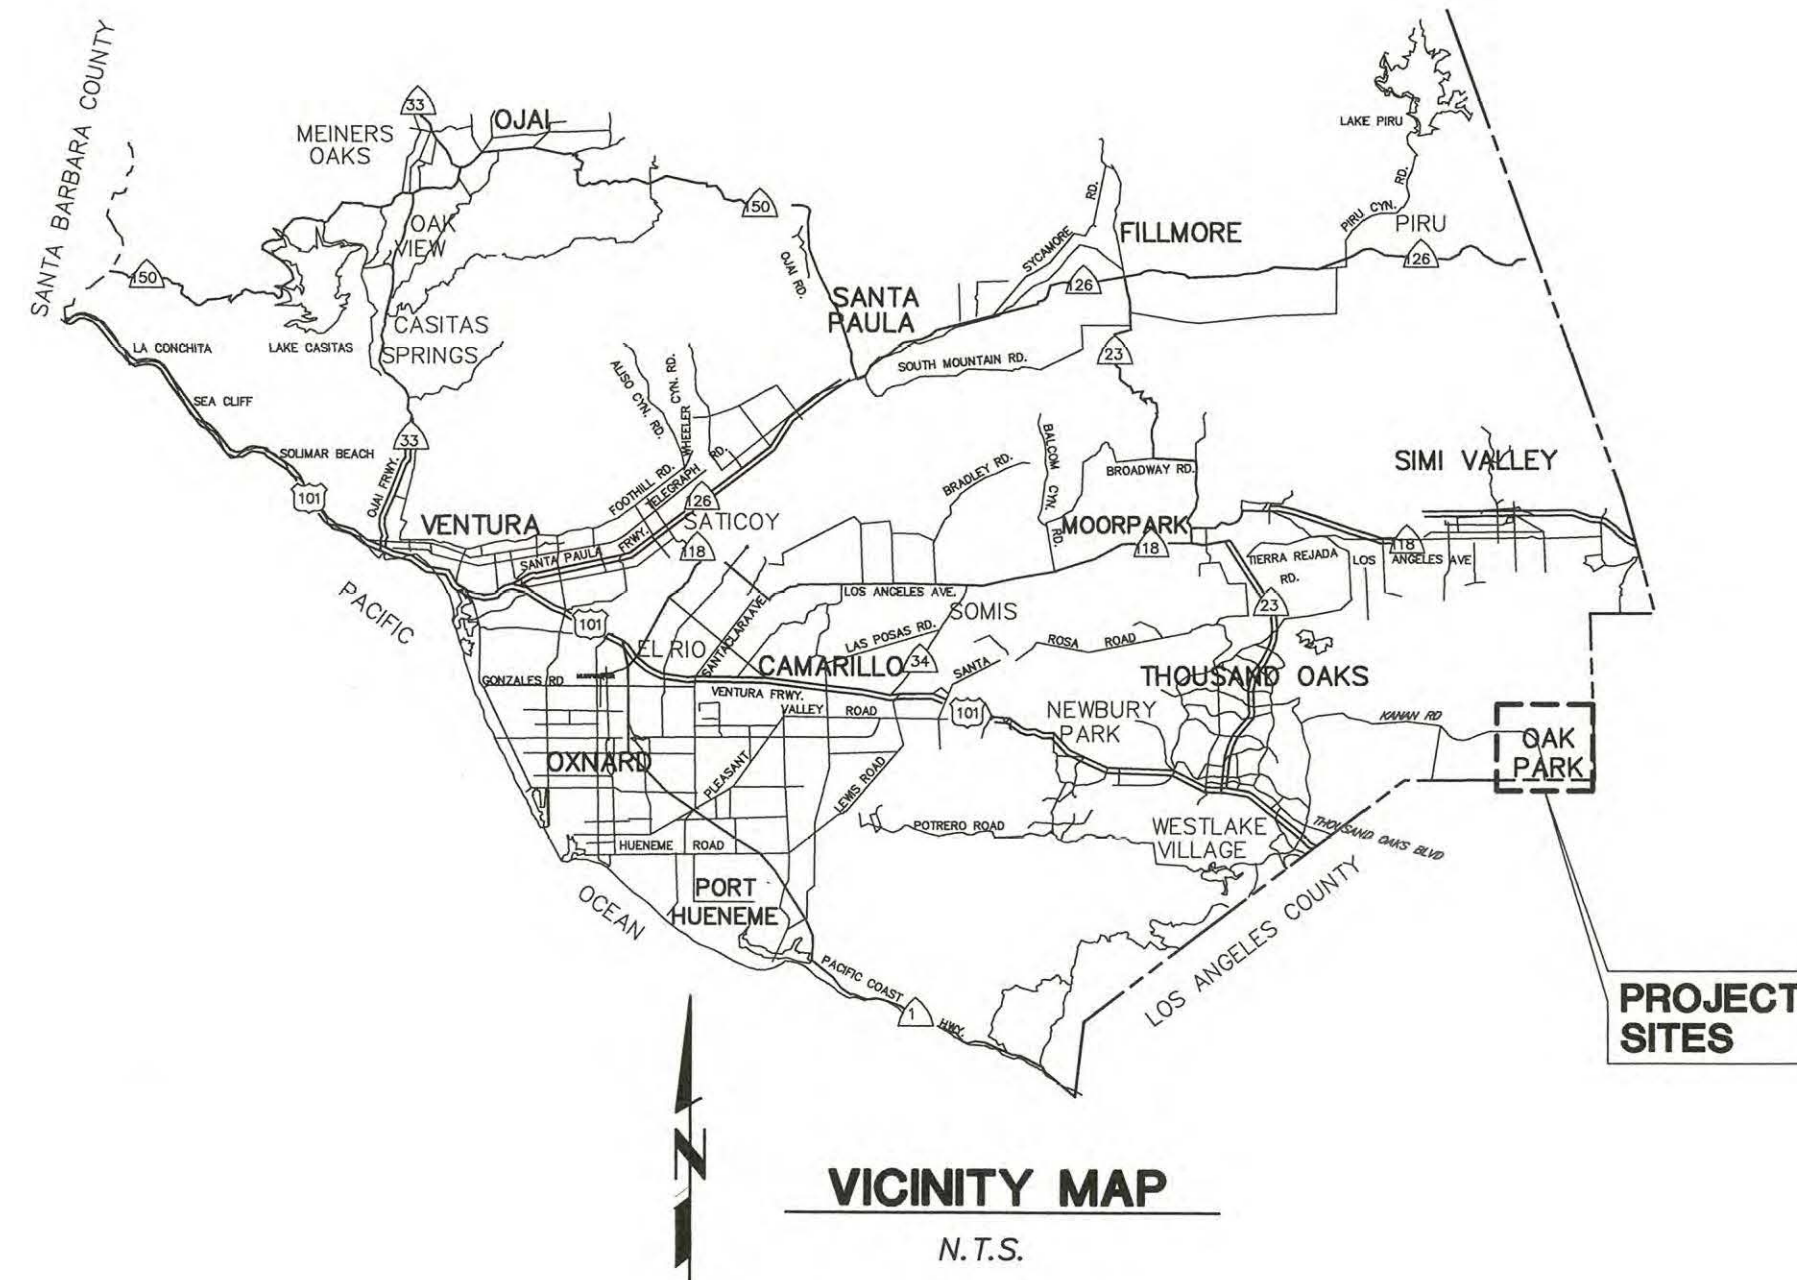 SANTA BARBARA COUNTY
33
MEINERS
OAKS
OJAI
LAKE PIRU
150
OAK
VIEW
150
OJAI RD.
SYCAMORE
RD.
FILLMORE
PIRU CYN.
RD.
PIRU
126
126
SANTA
PAULA
CASITAS
SPRINGS
LAKE CASITAS
LA CONCHITA
SEA CLIFF
SOLIMAR BEACH
SOUTH MOUNTAIN RD.
23
ALISO CYN. RD.
WHEELER CYN. RD.
33
OJAI FRWY.
101
FOOTHILL RD.
TELEGRAPH RD.
126
BRADLEY RD.
BALCOM CYN. RD.
BROADWAY RD.
SIMI VALLEY
VENTURA
SATICOY
SANTA PAULA FRWY.
118
MOORPARK
118
118
TIERRA REJADA
RD.
LOS ANGELES AVE
PACIFIC
LOS ANGELES AVE.
SOMIS
23
101
EL RIO
SANTA CLARA AVE.
LAS POSAS RD.
CAMARILLO
34
SANTA
ROSA ROAD
THOUSAND OAKS
GONZALES RD
VENTURA FRWY.
VALLEY ROAD
101
NEWBURY
PARK
KANAN RD
OAK
PARK
OXNARD
PLEASANT
LEWIS ROAD
POTRERO ROAD
WESTLAKE
VILLAGE
THOUSAND OAKS BLVD
HUENEME ROAD
PORT
HUENEME
OCEAN
LOS ANGELES COUNTY
PACIFIC COAST
1
HWY.
PROJECT
SITES
N
VICINITY MAP
N.T.S.